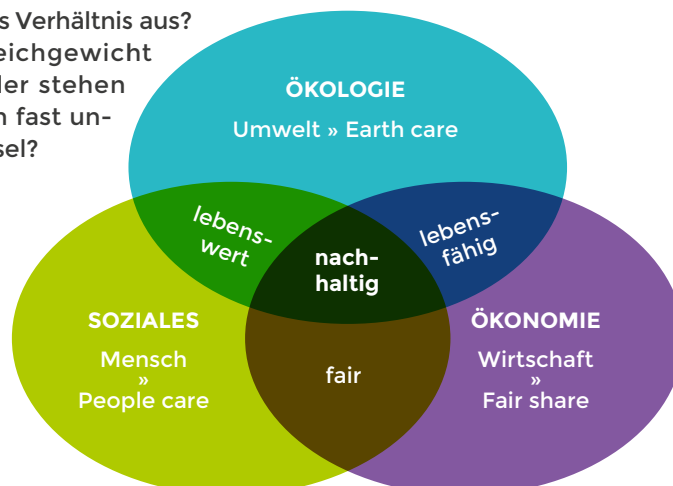 s Verhältnis aus?
eichgewicht
der stehen
n fast un-
sel?
ÖKOLOGIE
Umwelt » Earth care
lebens-
wert
nach-
haltig
lebens-
fähig
SOZIALES
Mensch
»
People care
fair
ÖKONOMIE
Wirtschaft
»
Fair share